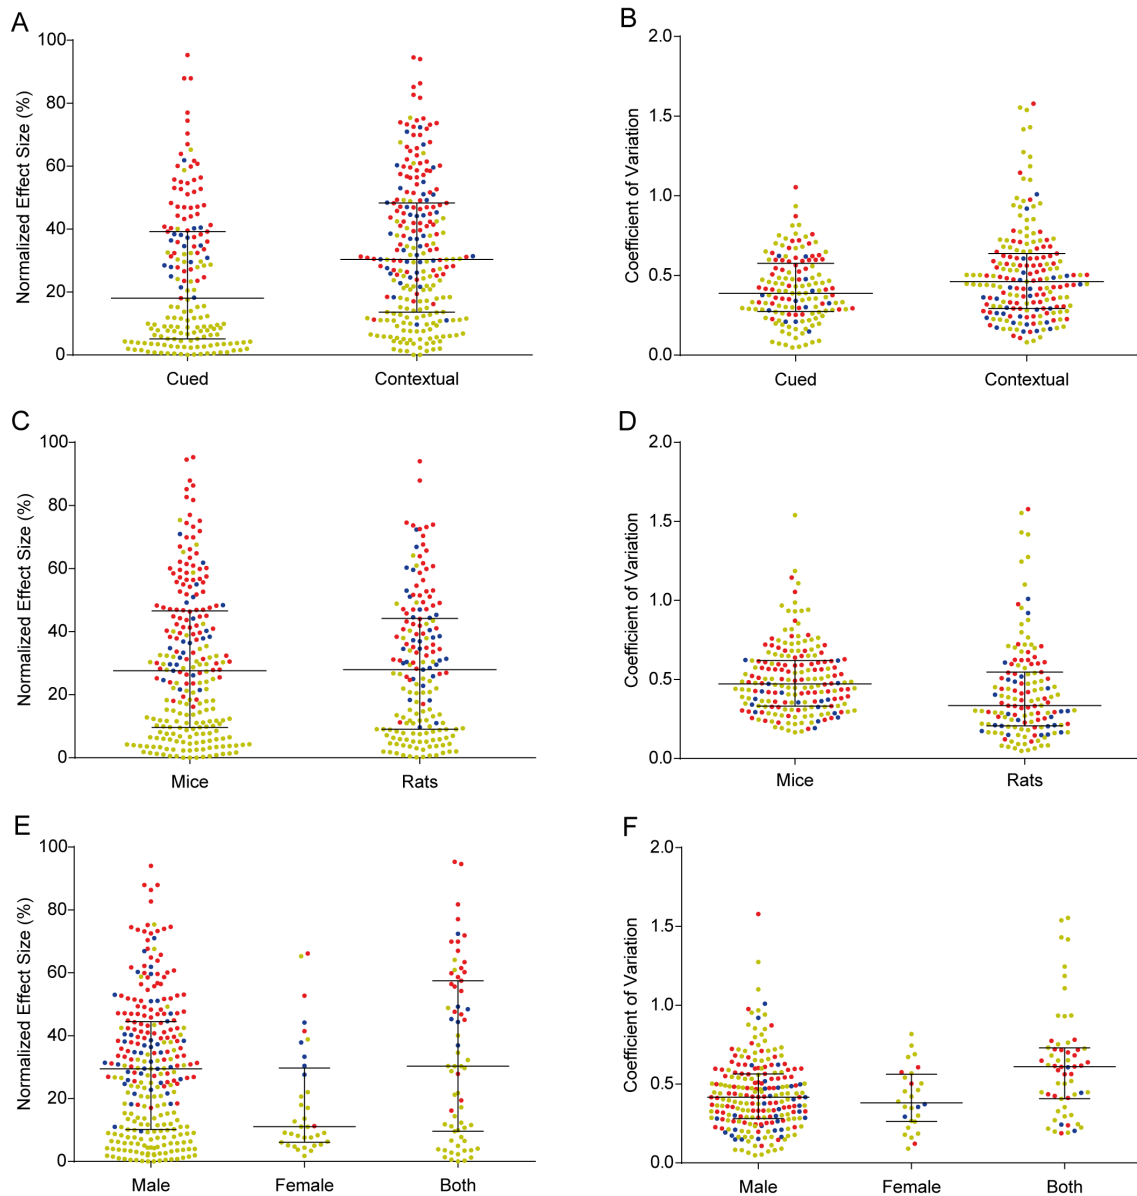 A
Normalized Effect Size (%)
100
80
60
40
20
0
Cued
Contextual
B
Coefficient of Variation
2.0
1.5
1.0
0.5
0.0
Cued
Contextual
C
Normalized Effect Size (%)
100
80
60
40
20
0
Mice
Rats
D
Coefficient of Variation
2.0
1.5
1.0
0.5
0.0
Mice
Rats
E
Normalized Effect Size (%)
100
80
60
40
20
0
Male
Female
Both
F
Coefficient of Variation
2.0
1.5
1.0
0.5
0.0
Male
Female
Both